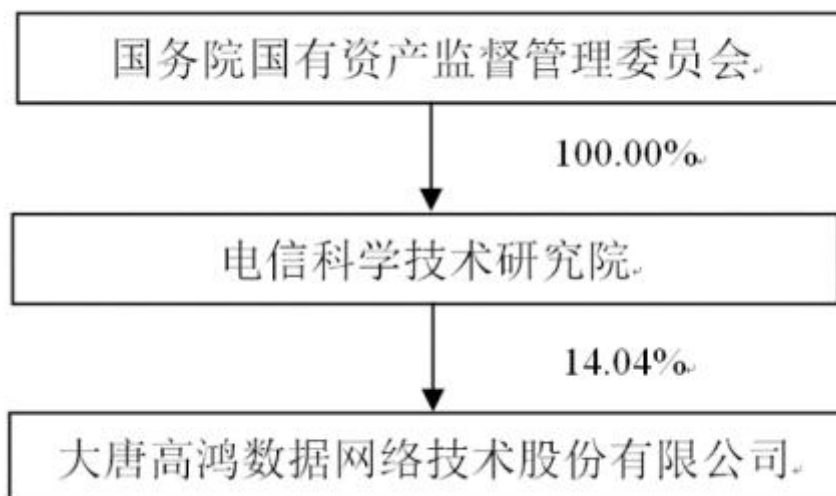 国务院国有资产监督管理委员会
100.00%
电信科学技术研究院
14.04%
大唐高鸿数据网络技术股份有限公司